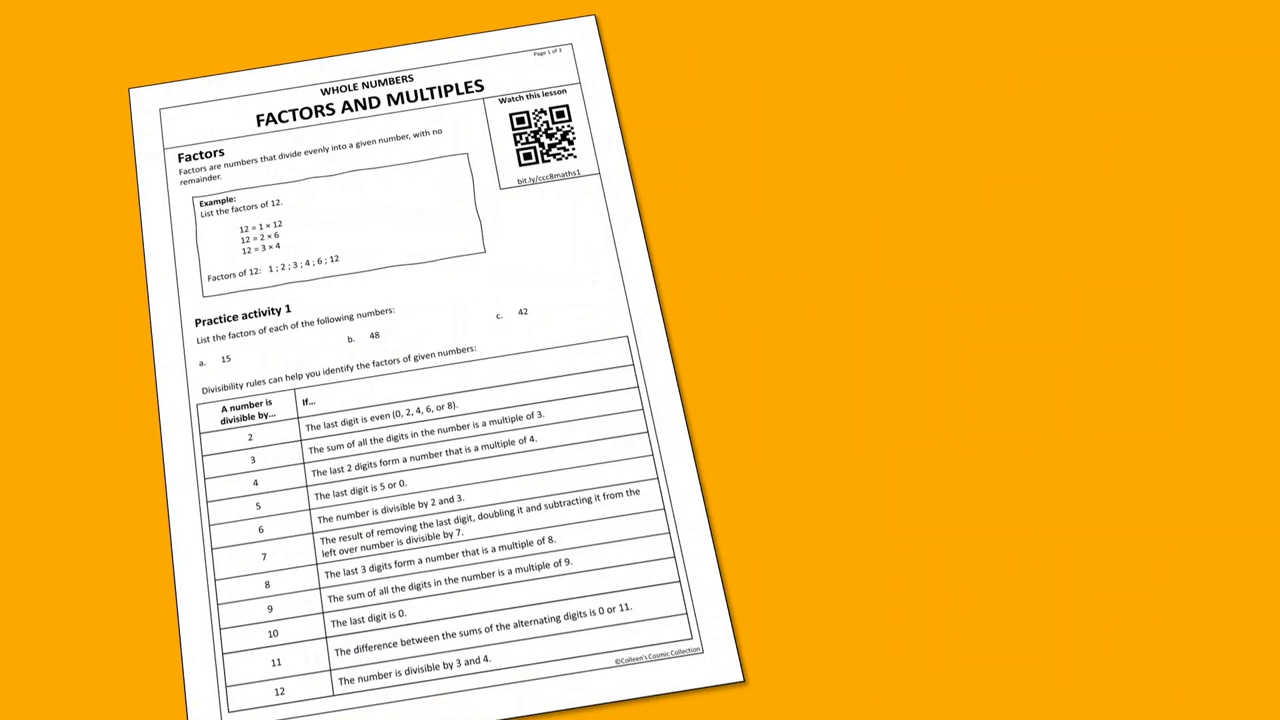 Page 1 of 3
WHOLE NUMBERS
FACTORS AND MULTIPLES
Watch this lesson
bit.ly/ccc8maths1
Factors
Factors are numbers that divide evenly into a given number, with no
remainder.
Example:
List the factors of 12.
12 = 1 x 12
12 = 2 x 6
12 = 3 x 4
Factors of 12: 1 ; 2 ; 3 ; 4 ; 6 ; 12
Practice activity 1
List the factors of each of the following numbers:
a. 15 b. 48 c. 42
Divisibility rules can help you identify the factors of given numbers:
A number is
divisible by... If...
2 The last digit is even (0, 2, 4, 6, or 8).
3 The sum of all the digits in the number is a multiple of 3.
4 The last 2 digits form a number that is a multiple of 4.
5 The last digit is 5 or 0.
6 The number is divisible by 2 and 3.
7 The result of removing the last digit, doubling it and subtracting it from the
left over number is divisible by 7.
8 The last 3 digits form a number that is a multiple of 8.
9 The sum of all the digits in the number is a multiple of 9.
10 The last digit is 0.
11 The difference between the sums of the alternating digits is 0 or 11.
12 The number is divisible by 3 and 4.
©Colleen's Cosmic Collection